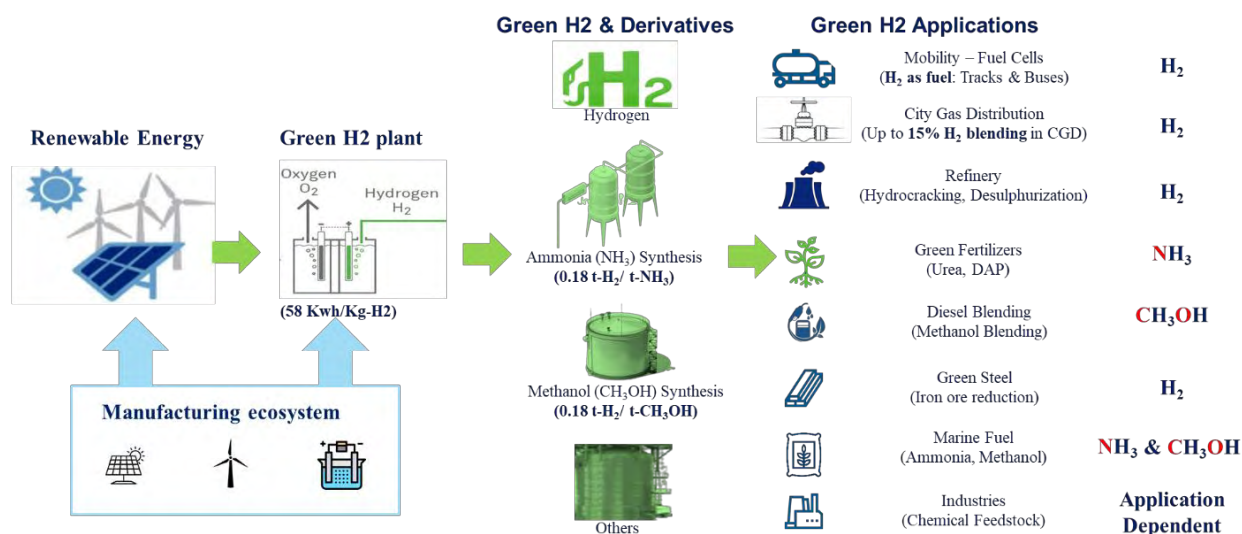 Green H2 & Derivatives
Green H2 Applications
Renewable Energy
Green H2 plant
Oxygen
O₂
Hydrogen
H₂
- +
(58 Kwh/Kg-H2)
Manufacturing ecosystem
+ -
H2
Hydrogen
Ammonia (NH₃) Synthesis
(0.18 t-H₂/ t-NH₃)
Methanol (CH₃OH) Synthesis
(0.18 t-H₂/ t-CH₃OH)
Others
Mobility – Fuel Cells
(H₂ as fuel: Tracks & Buses)
H₂
City Gas Distribution
(Up to 15% H₂ blending in CGD)
H₂
Refinery
(Hydrocracking, Desulphurization)
H₂
Green Fertilizers
(Urea, DAP)
NH₃
Diesel Blending
(Methanol Blending)
CH₃OH
Green Steel
(Iron ore reduction)
H₂
Marine Fuel
(Ammonia, Methanol)
NH₃ & CH₃OH
Industries
(Chemical Feedstock)
Application
Dependent